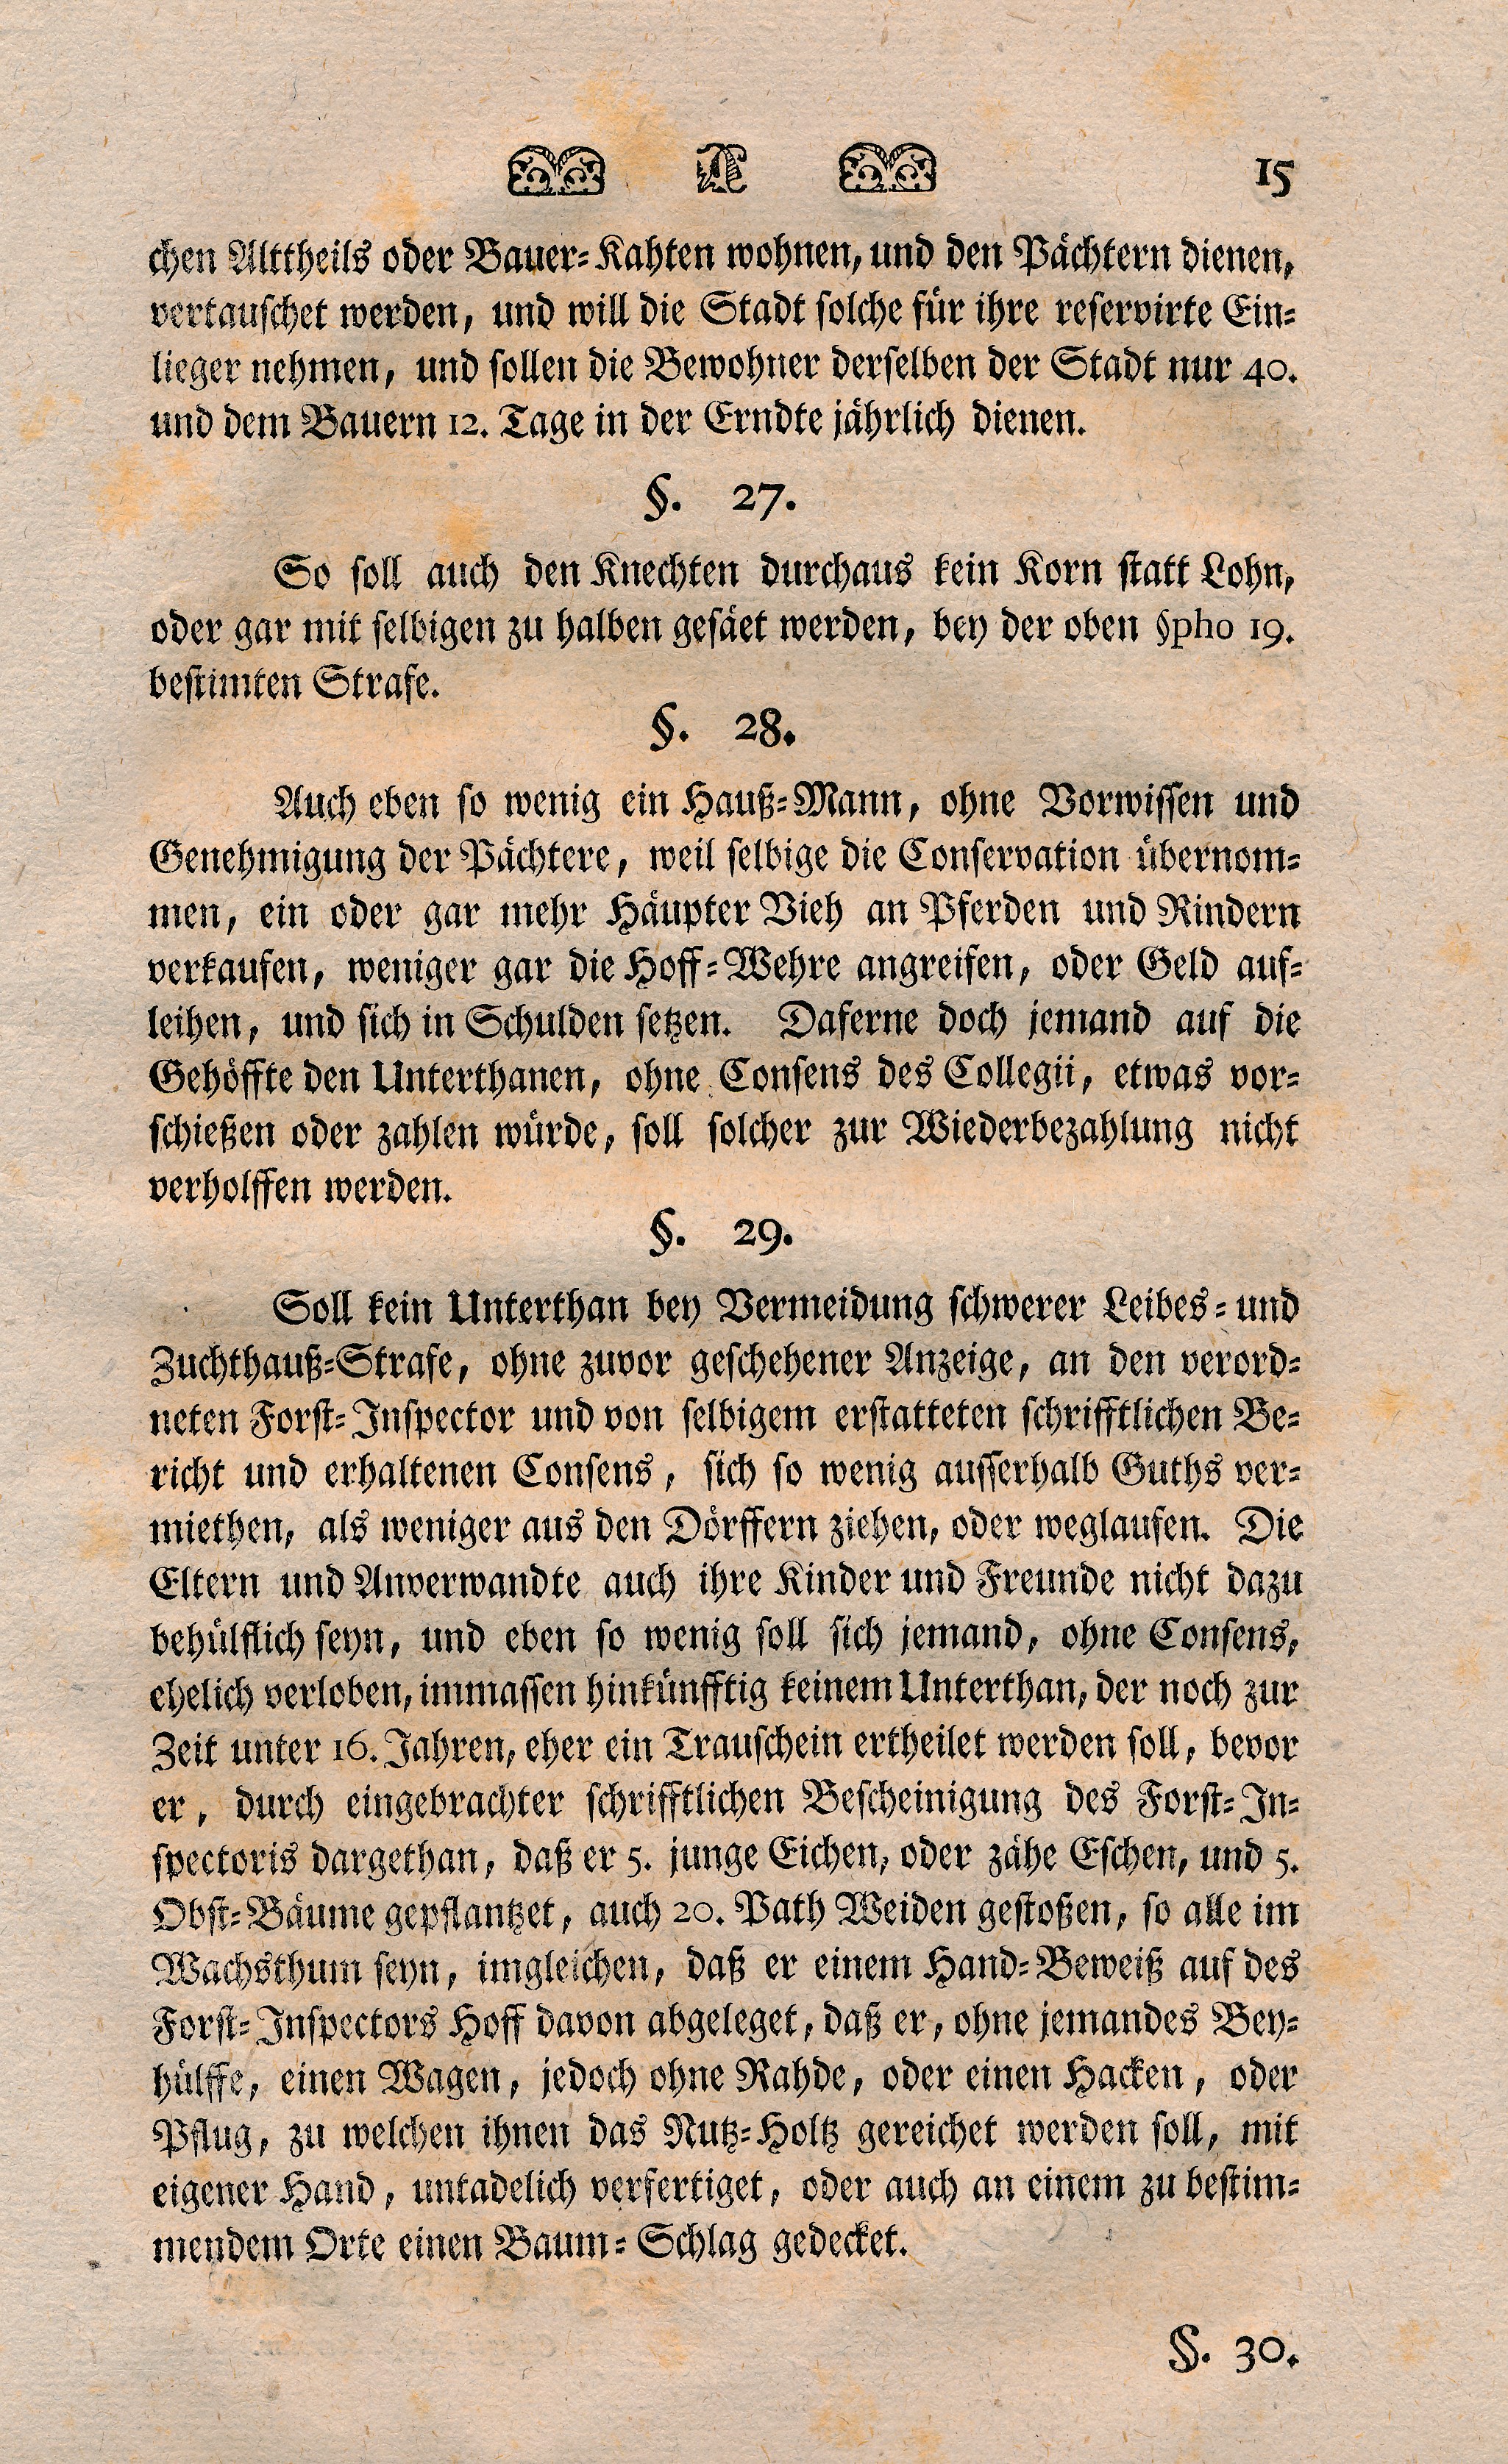 15
chen Alttheils oder Bauer-Kahten wohnen, und den Pächtern dienen,
vertauschet werden, und will die Stadt solche für ihre reservirte Ein-
lieger nehmen, und sollen die Bewohner derselben der Stadt nur 40.
und dem Bauern 12. Tage in der Erndte jährlich dienen.
§. 27.
So soll auch den Knechten durchaus kein Korn statt Lohn,
oder gar mit selbigen zu halben gesäet werden, bey der oben §pho 19.
bestimten Strafe.
§. 28.
Auch eben so wenig ein Hauß-Mann, ohne Vorwissen und
Genehmigung der Pächtere, weil selbige die Conservation übernom-
men, ein oder gar mehr Häupter Vieh an Pferden und Rindern
verkaufen, weniger gar die Hoff-Wehre angreifen, oder Geld auf-
leihen, und sich in Schulden setzen. Daferne doch jemand auf die
Gehöffte den Unterthanen, ohne Consens des Collegii, etwas vor-
schießen oder zahlen würde, soll solcher zur Wiederbezahlung nicht
verholffen werden.
§. 29.
Soll kein Unterthan bey Vermeidung schwerer Leibes- und
Zuchthauß-Strafe, ohne zuvor geschehener Anzeige, an den verord-
neten Forst-Inspector und von selbigem erstatteten schrifftlichen Be-
richt und erhaltenen Consens, sich so wenig ausserhalb Guths ver-
miethen, als weniger aus den Dörffern ziehen, oder weglaufen. Die
Eltern und Anverwandte auch ihre Kinder und Freunde nicht dazu
behülflich seyn, und eben so wenig soll sich jemand, ohne Consens,
ehelich verloben, immassen hinkünfftig keinem Unterthan, der noch zur
Zeit unter 16. Jahren, eher ein Trauschein ertheilet werden soll, bevor
er, durch eingebrachter schrifftlichen Bescheinigung des Forst-In-
spectoris dargethan, daß er 5. junge Eichen, oder zähe Eschen, und 5.
Obst-Bäume gepflantzet, auch 20. Path Weiden gestoßen, so alle im
Wachsthum seyn, imgleichen, daß er einem Hand-Beweiß auf des
Forst-Inspectors Hoff davon abgeleget, daß er, ohne jemandes Bey-
hülffe, einen Wagen, jedoch ohne Rahde, oder einen Hacken, oder
Pflug, zu welchen ihnen das Nutz-Holtz gereichet werden soll, mit
eigener Hand, untadelich verfertiget, oder auch an einem zu bestim-
mendem Orte einen Baum-Schlag gedecket.
§. 30.